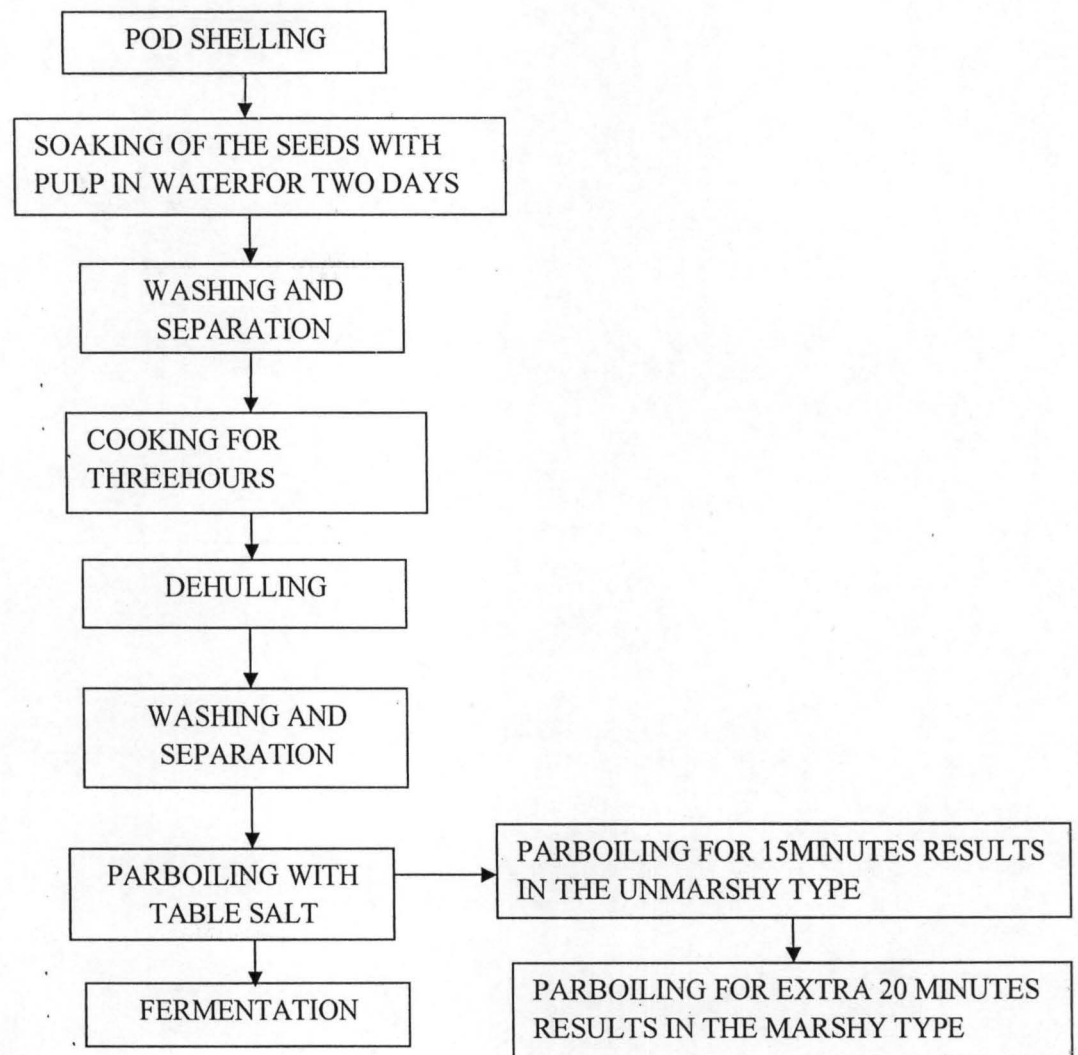 POD SHELLING
SOAKING OF THE SEEDS WITH
PULP IN WATERFOR TWO DAYS
WASHING AND
SEPARATION
COOKING FOR
THREEHOURS
DEHULLING
WASHING AND
SEPARATION
PARBOILING WITH
TABLE SALT
PARBOILING FOR 15MINUTES RESULTS
IN THE UNMARSHY TYPE
PARBOILING FOR EXTRA 20 MINUTES
RESULTS IN THE MARSHY TYPE
FERMENTATION